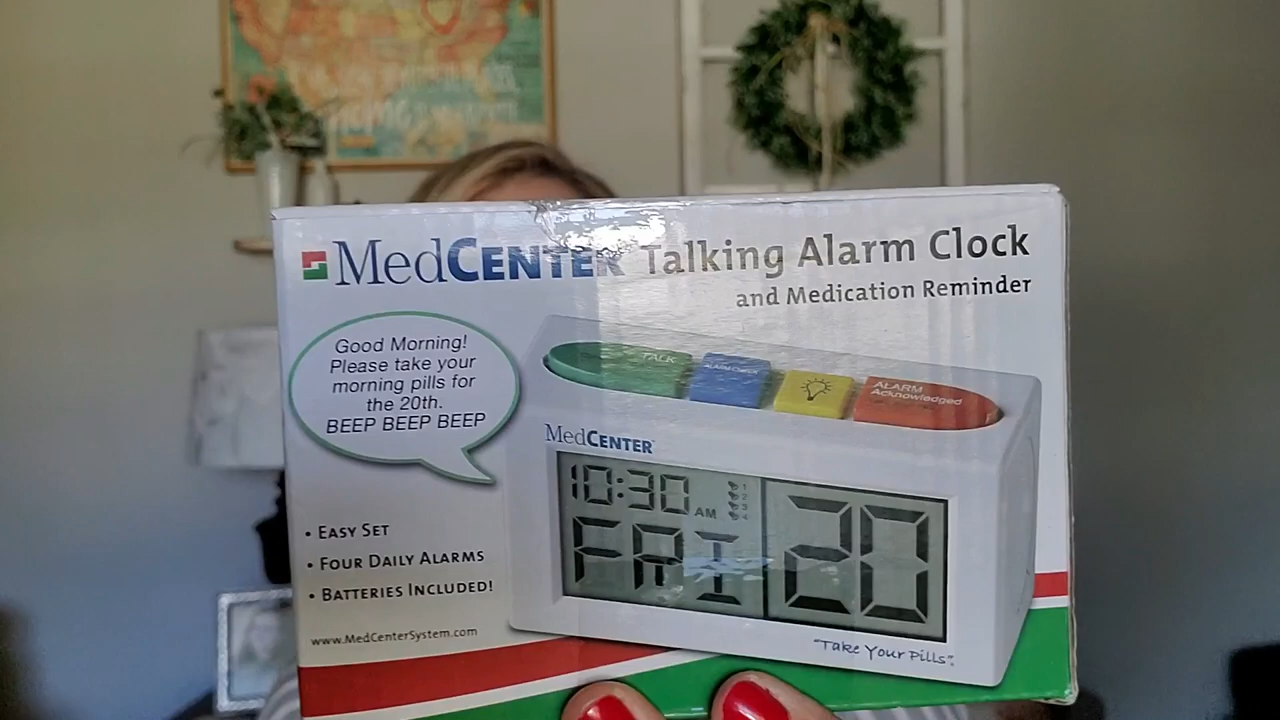 MedCENTER Talking Alarm Clock
and Medication Reminder
Good Morning!
Please take your
morning pills for
the 20th.
BEEP BEEP BEEP
TALK
ALARM CHECK
ALARM
Acknowledged
MedCENTER
10:30 AM
1
2
3
4
FRI
20
• EASY SET
• FOUR DAILY ALARMS
• BATTERIES INCLUDED!
www.MedCenterSystem.com
"Take Your Pills"